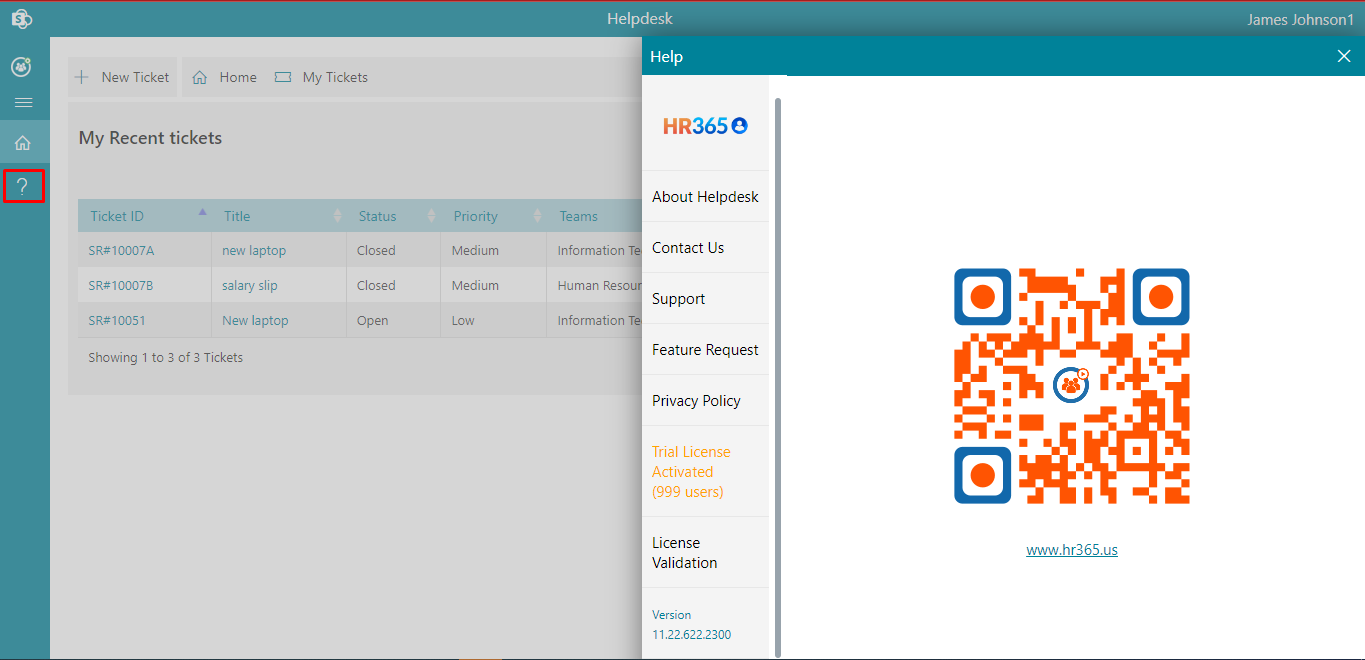 Helpdesk
James Johnson1
New Ticket
Home
My Tickets
My Recent tickets
Ticket ID Title Status Priority Teams
SR#10007A new laptop Closed Medium Information Te
SR#10007B salary slip Closed Medium Human Resour
SR#10051 New laptop Open Low Information Te
Showing 1 to 3 of 3 Tickets
?
Help
HR365
About Helpdesk
Contact Us
Support
Feature Request
Privacy Policy
Trial License
Activated
(999 users)
License
Validation
Version
11.22.622.2300
www.hr365.us